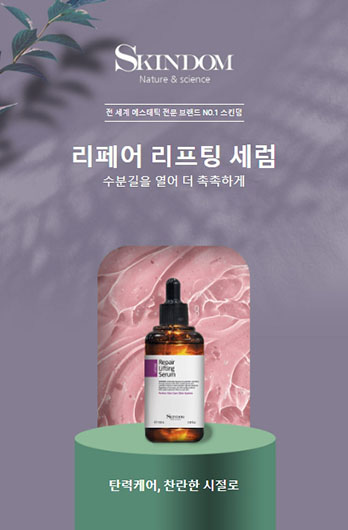 SKINDOM
Nature & science
전 세계 에스테틱 전문 브랜드 NO.1 스킨덤
리페어 리프팅 세럼
수분길을 열어 더 촉촉하게
Repair
Lifting
Serum
SKINDOM
탄력케어, 찬란한 시절로